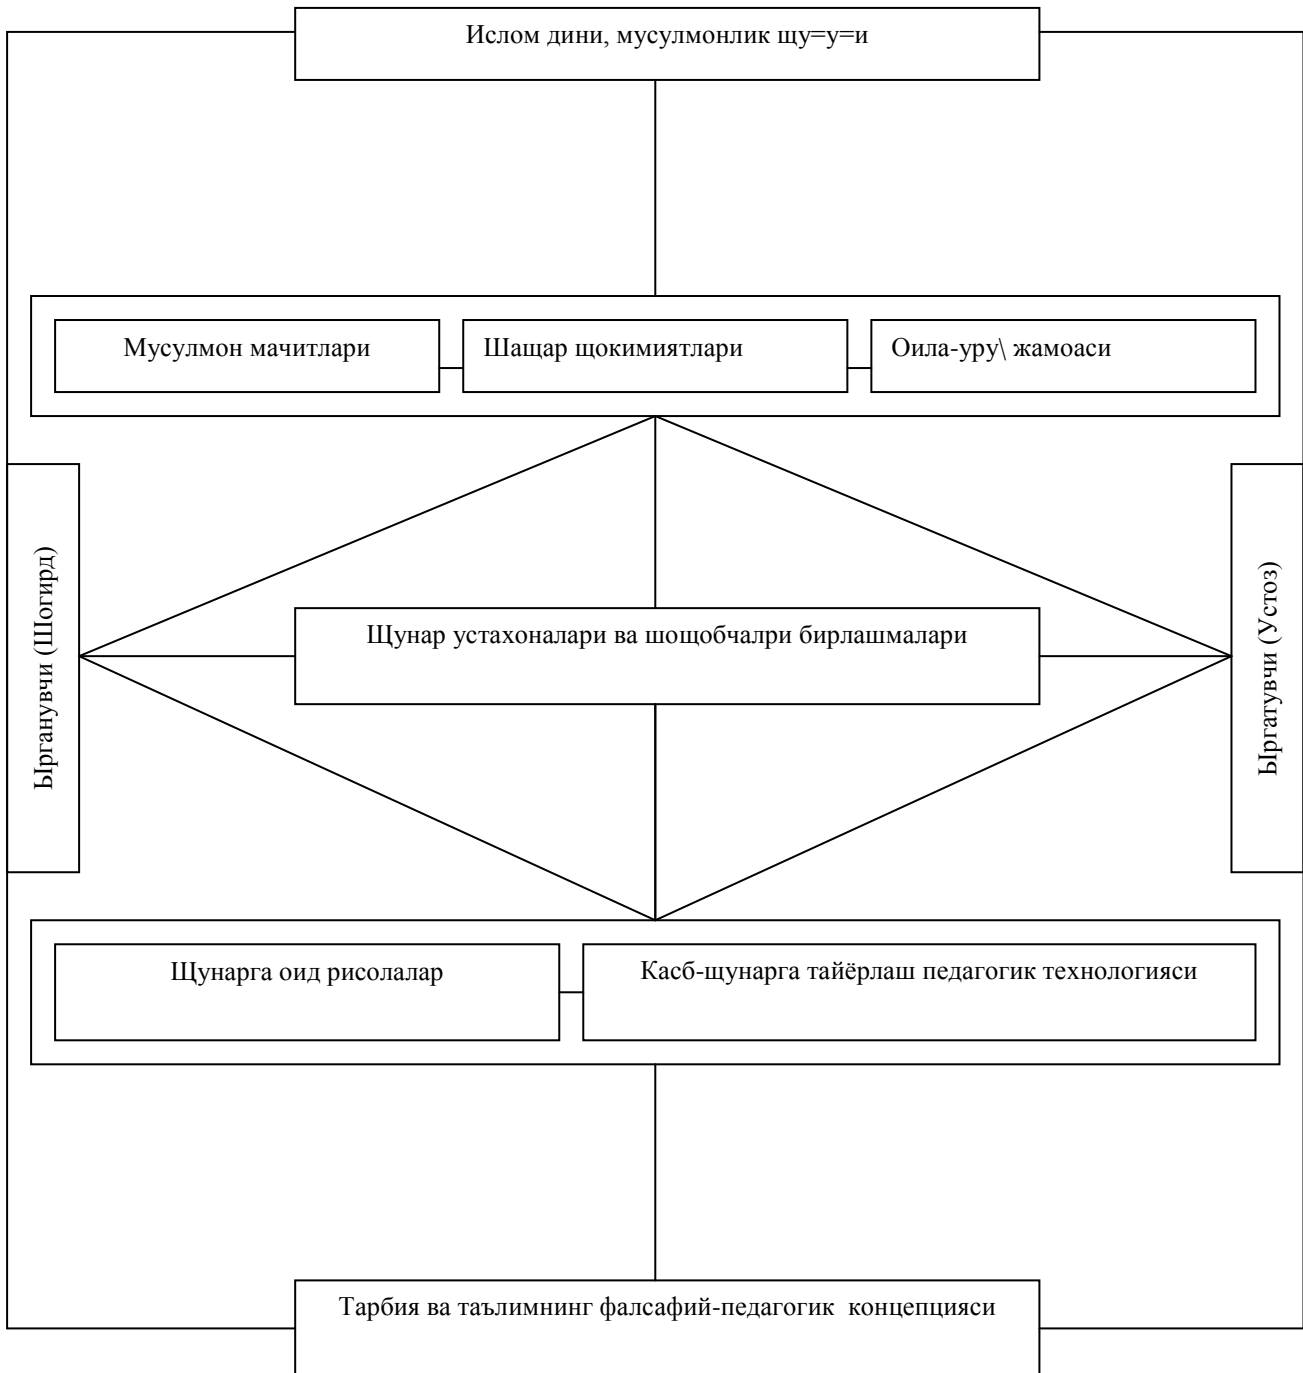 Ислом дини, мусулмонлик щу=у=и
Мусулмон мачитлари
Шащар щокимиятлари
Оила-уру\ жамоаси
Ырганувчи (Шогирд)
Щунар устахоналари ва шощобчалри бирлашмалари
Ыргатувчи (Устоз)
Щунарга оид рисолалар
Касб-щунарга тайёрлаш педагогик технологияси
Тарбия ва таълимнинг фалсафий-педагогик концепцияси